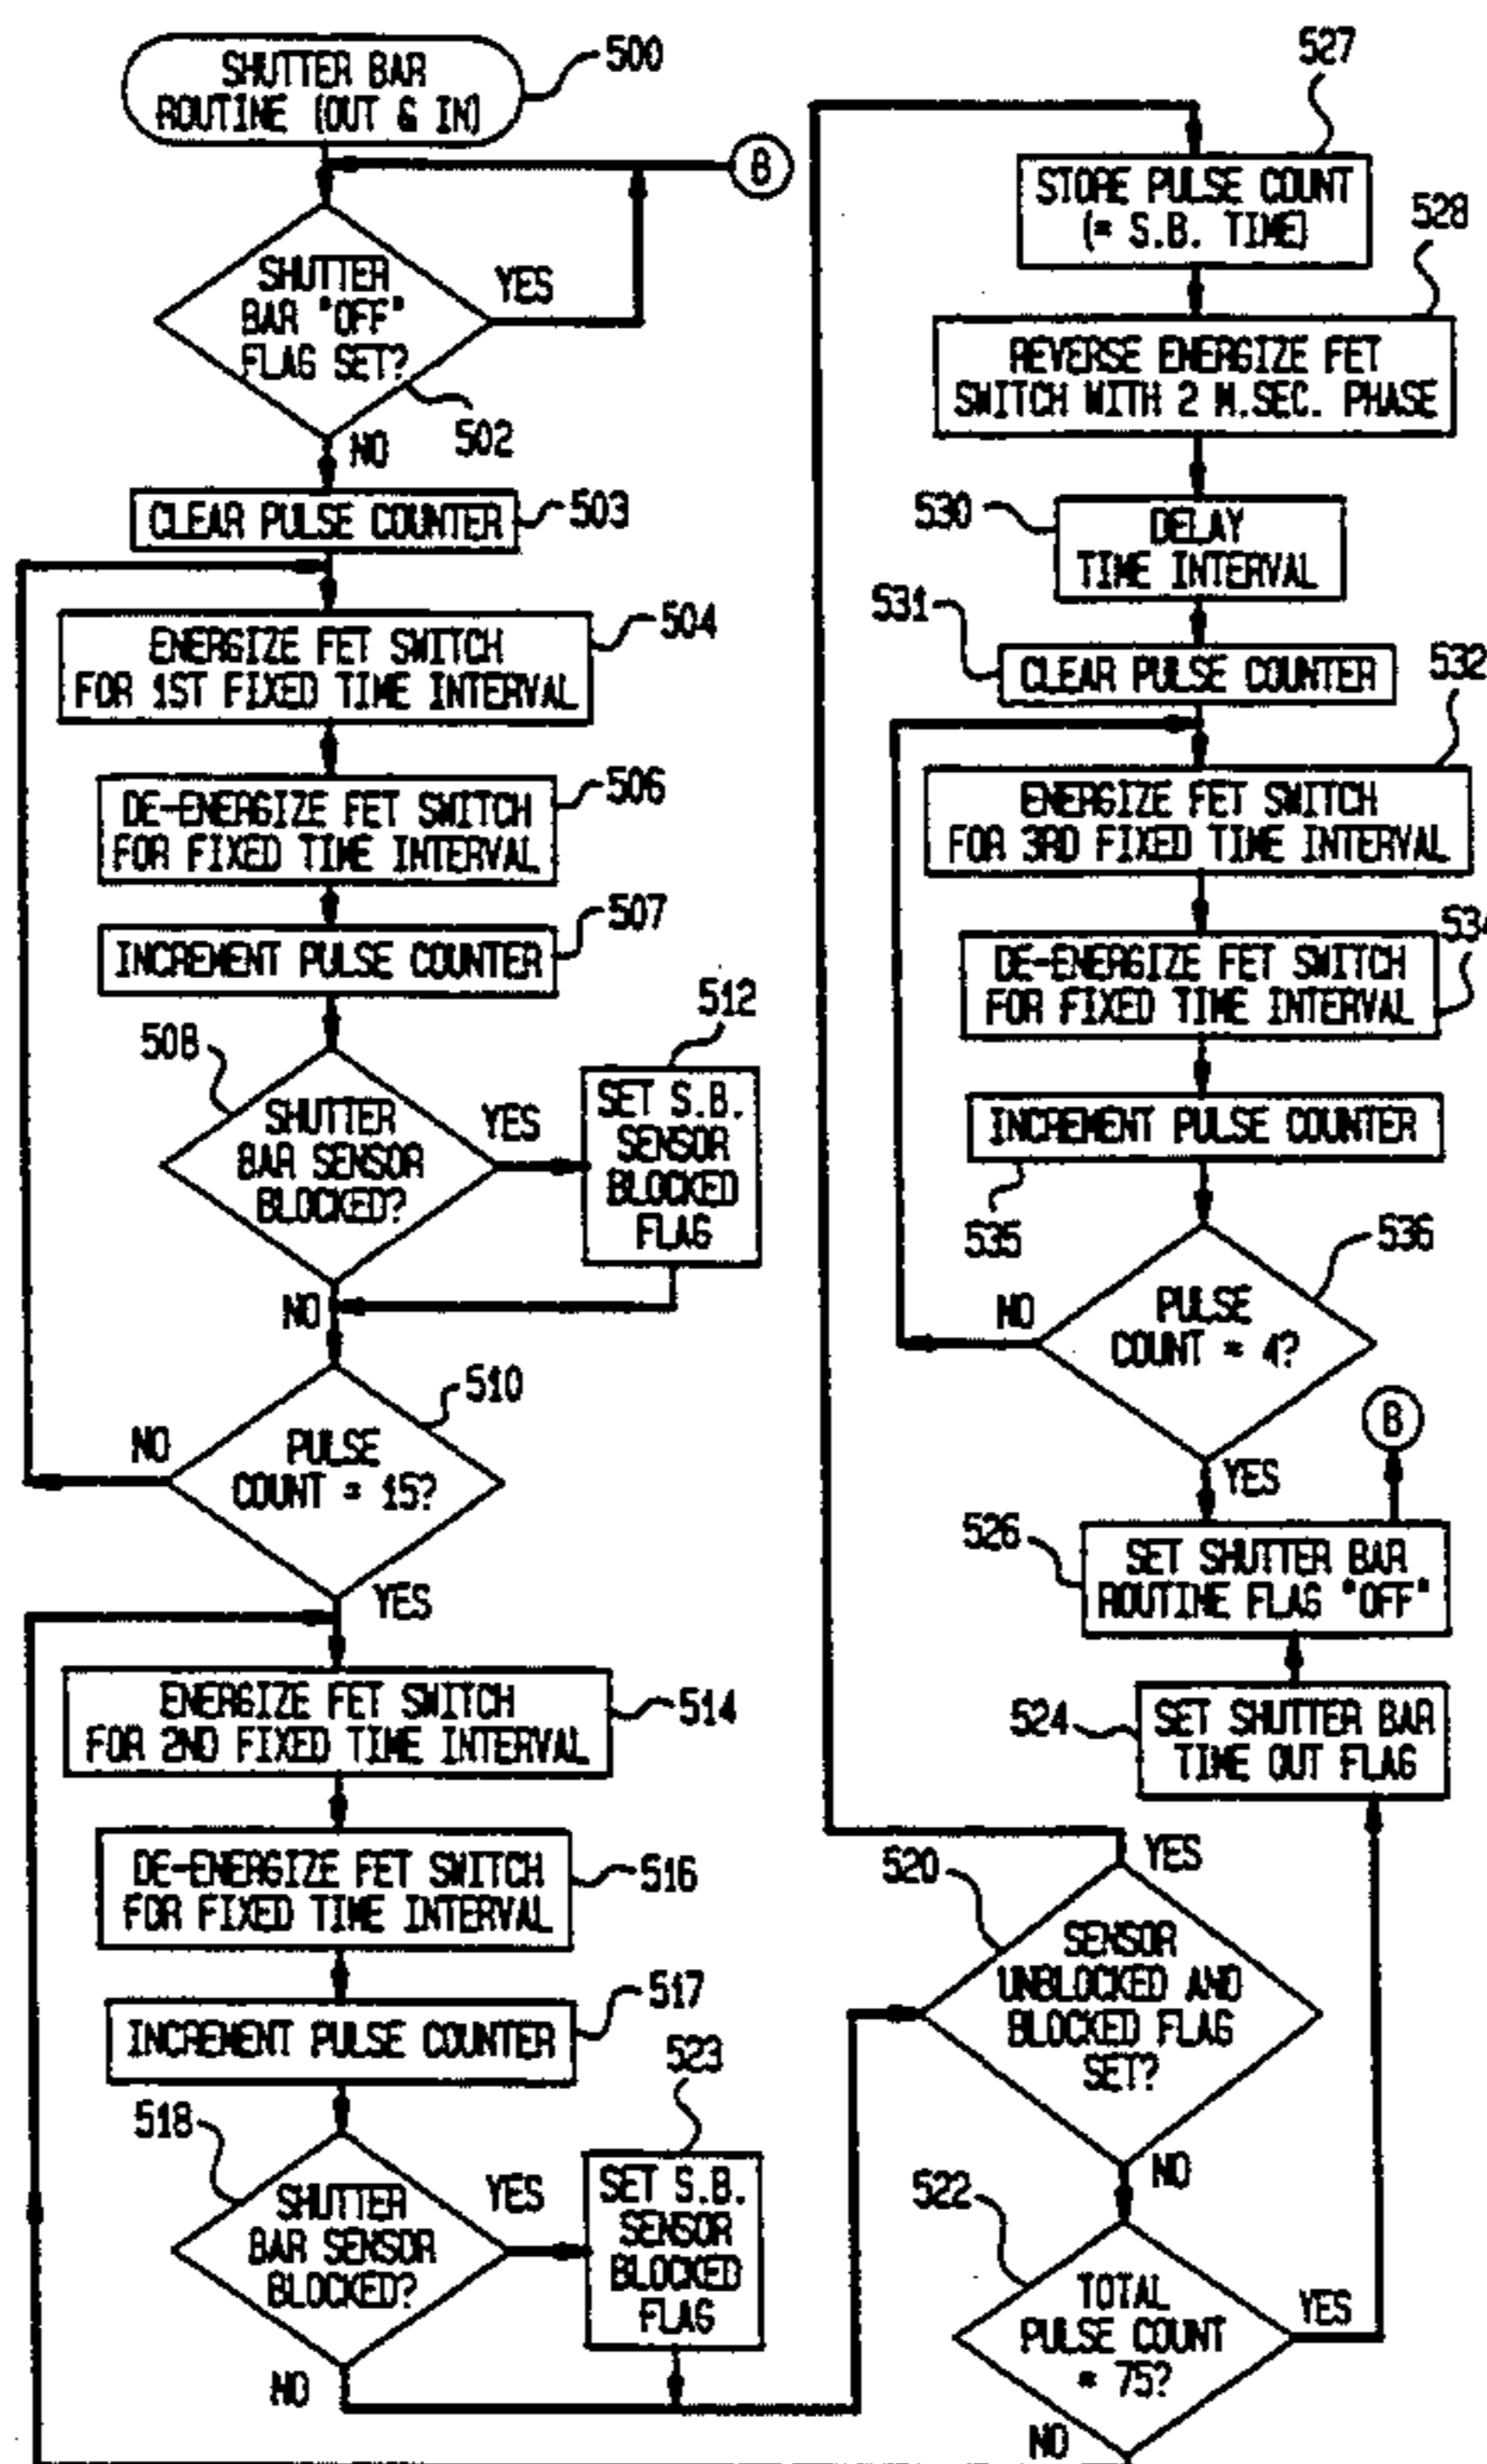 SHUTTER BAR
ROUTINE (OUT & IN)
500
B
SHUTTER
BAR "OFF"
FLAG SET?
YES
502
NO
CLEAR PULSE COUNTER
503
ENERGIZE FET SWITCH
FOR 1ST FIXED TIME INTERVAL
504
DE-ENERGIZE FET SWITCH
FOR FIXED TIME INTERVAL
506
INCREMENT PULSE COUNTER
507
508
SHUTTER
BAR SENSOR
BLOCKED?
YES
512
SET S.B.
SENSOR
BLOCKED
FLAG
NO
510
PULSE
COUNT = 15?
NO
YES
ENERGIZE FET SWITCH
FOR 2ND FIXED TIME INTERVAL
514
DE-ENERGIZE FET SWITCH
FOR FIXED TIME INTERVAL
516
INCREMENT PULSE COUNTER
517
518
SHUTTER
BAR SENSOR
BLOCKED?
YES
523
SET S.B.
SENSOR
BLOCKED
FLAG
NO
527
STORE PULSE COUNT
(= S.B. TIME)
528
REVERSE ENERGIZE FET
SWITCH WITH 2 M.SEC. PHASE
530
DELAY
TIME INTERVAL
531
CLEAR PULSE COUNTER
532
ENERGIZE FET SWITCH
FOR 3RD FIXED TIME INTERVAL
534
DE-ENERGIZE FET SWITCH
FOR FIXED TIME INTERVAL
INCREMENT PULSE COUNTER
535
536
PULSE
COUNT = 4?
NO
YES
B
526
SET SHUTTER BAR
ROUTINE FLAG "OFF"
524
SET SHUTTER BAR
TIME OUT FLAG
520
YES
SENSOR
UNBLOCKED AND
BLOCKED FLAG
SET?
NO
522
TOTAL
PULSE COUNT
= 75?
YES
NO